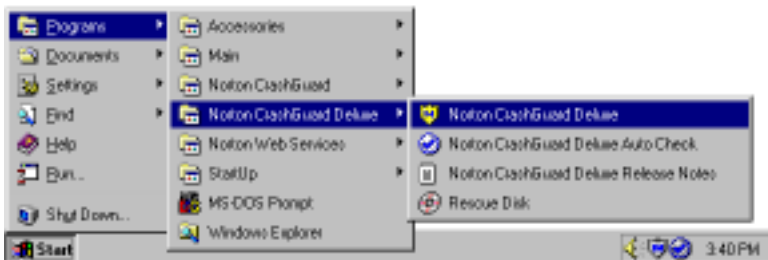 Programs
Documents
Settings
Find
Help
Run...
Shut Down...
Start
Accessories
Main
Norton CrashGuard
Norton CrashGuard Deluxe
Norton Web Services
StartUp
MS-DOS Prompt
Windows Explorer
Norton CrashGuard Deluxe
Norton CrashGuard Deluxe Auto Check
Norton CrashGuard Deluxe Release Notes
Rescue Disk
3:40 PM